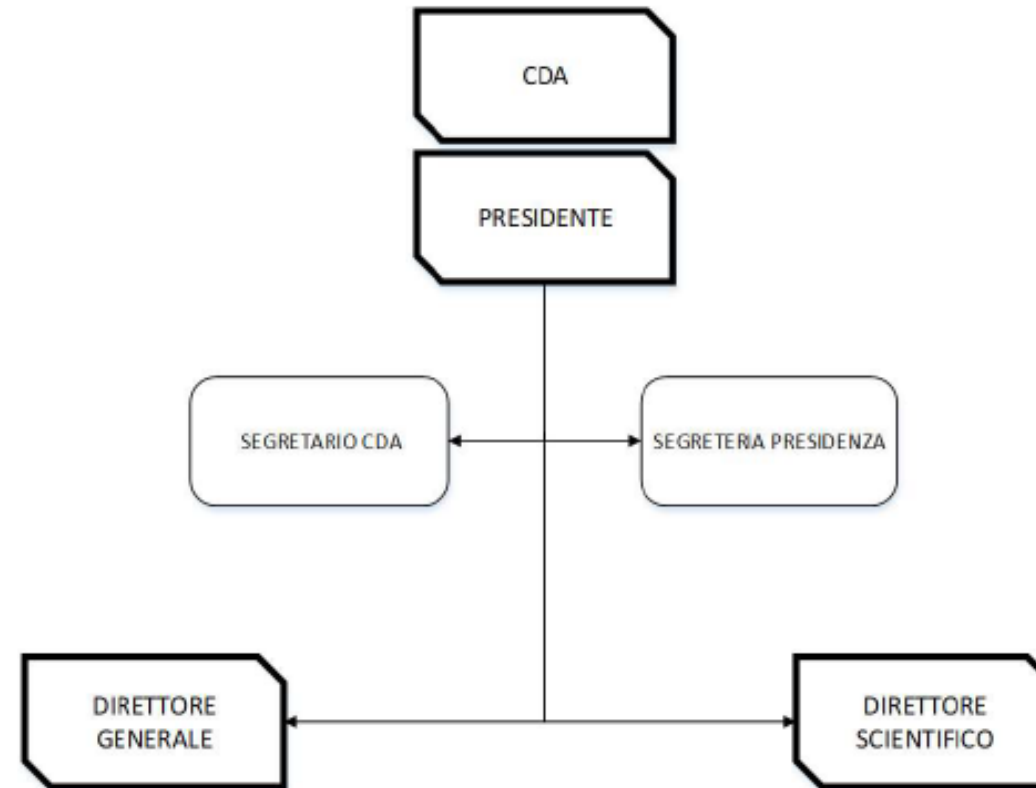 CDA
PRESIDENTE
SEGRETARIO CDA
SEGRETERIA PRESIDENZA
DIRETTORE
GENERALE
DIRETTORE
SCIENTIFICO